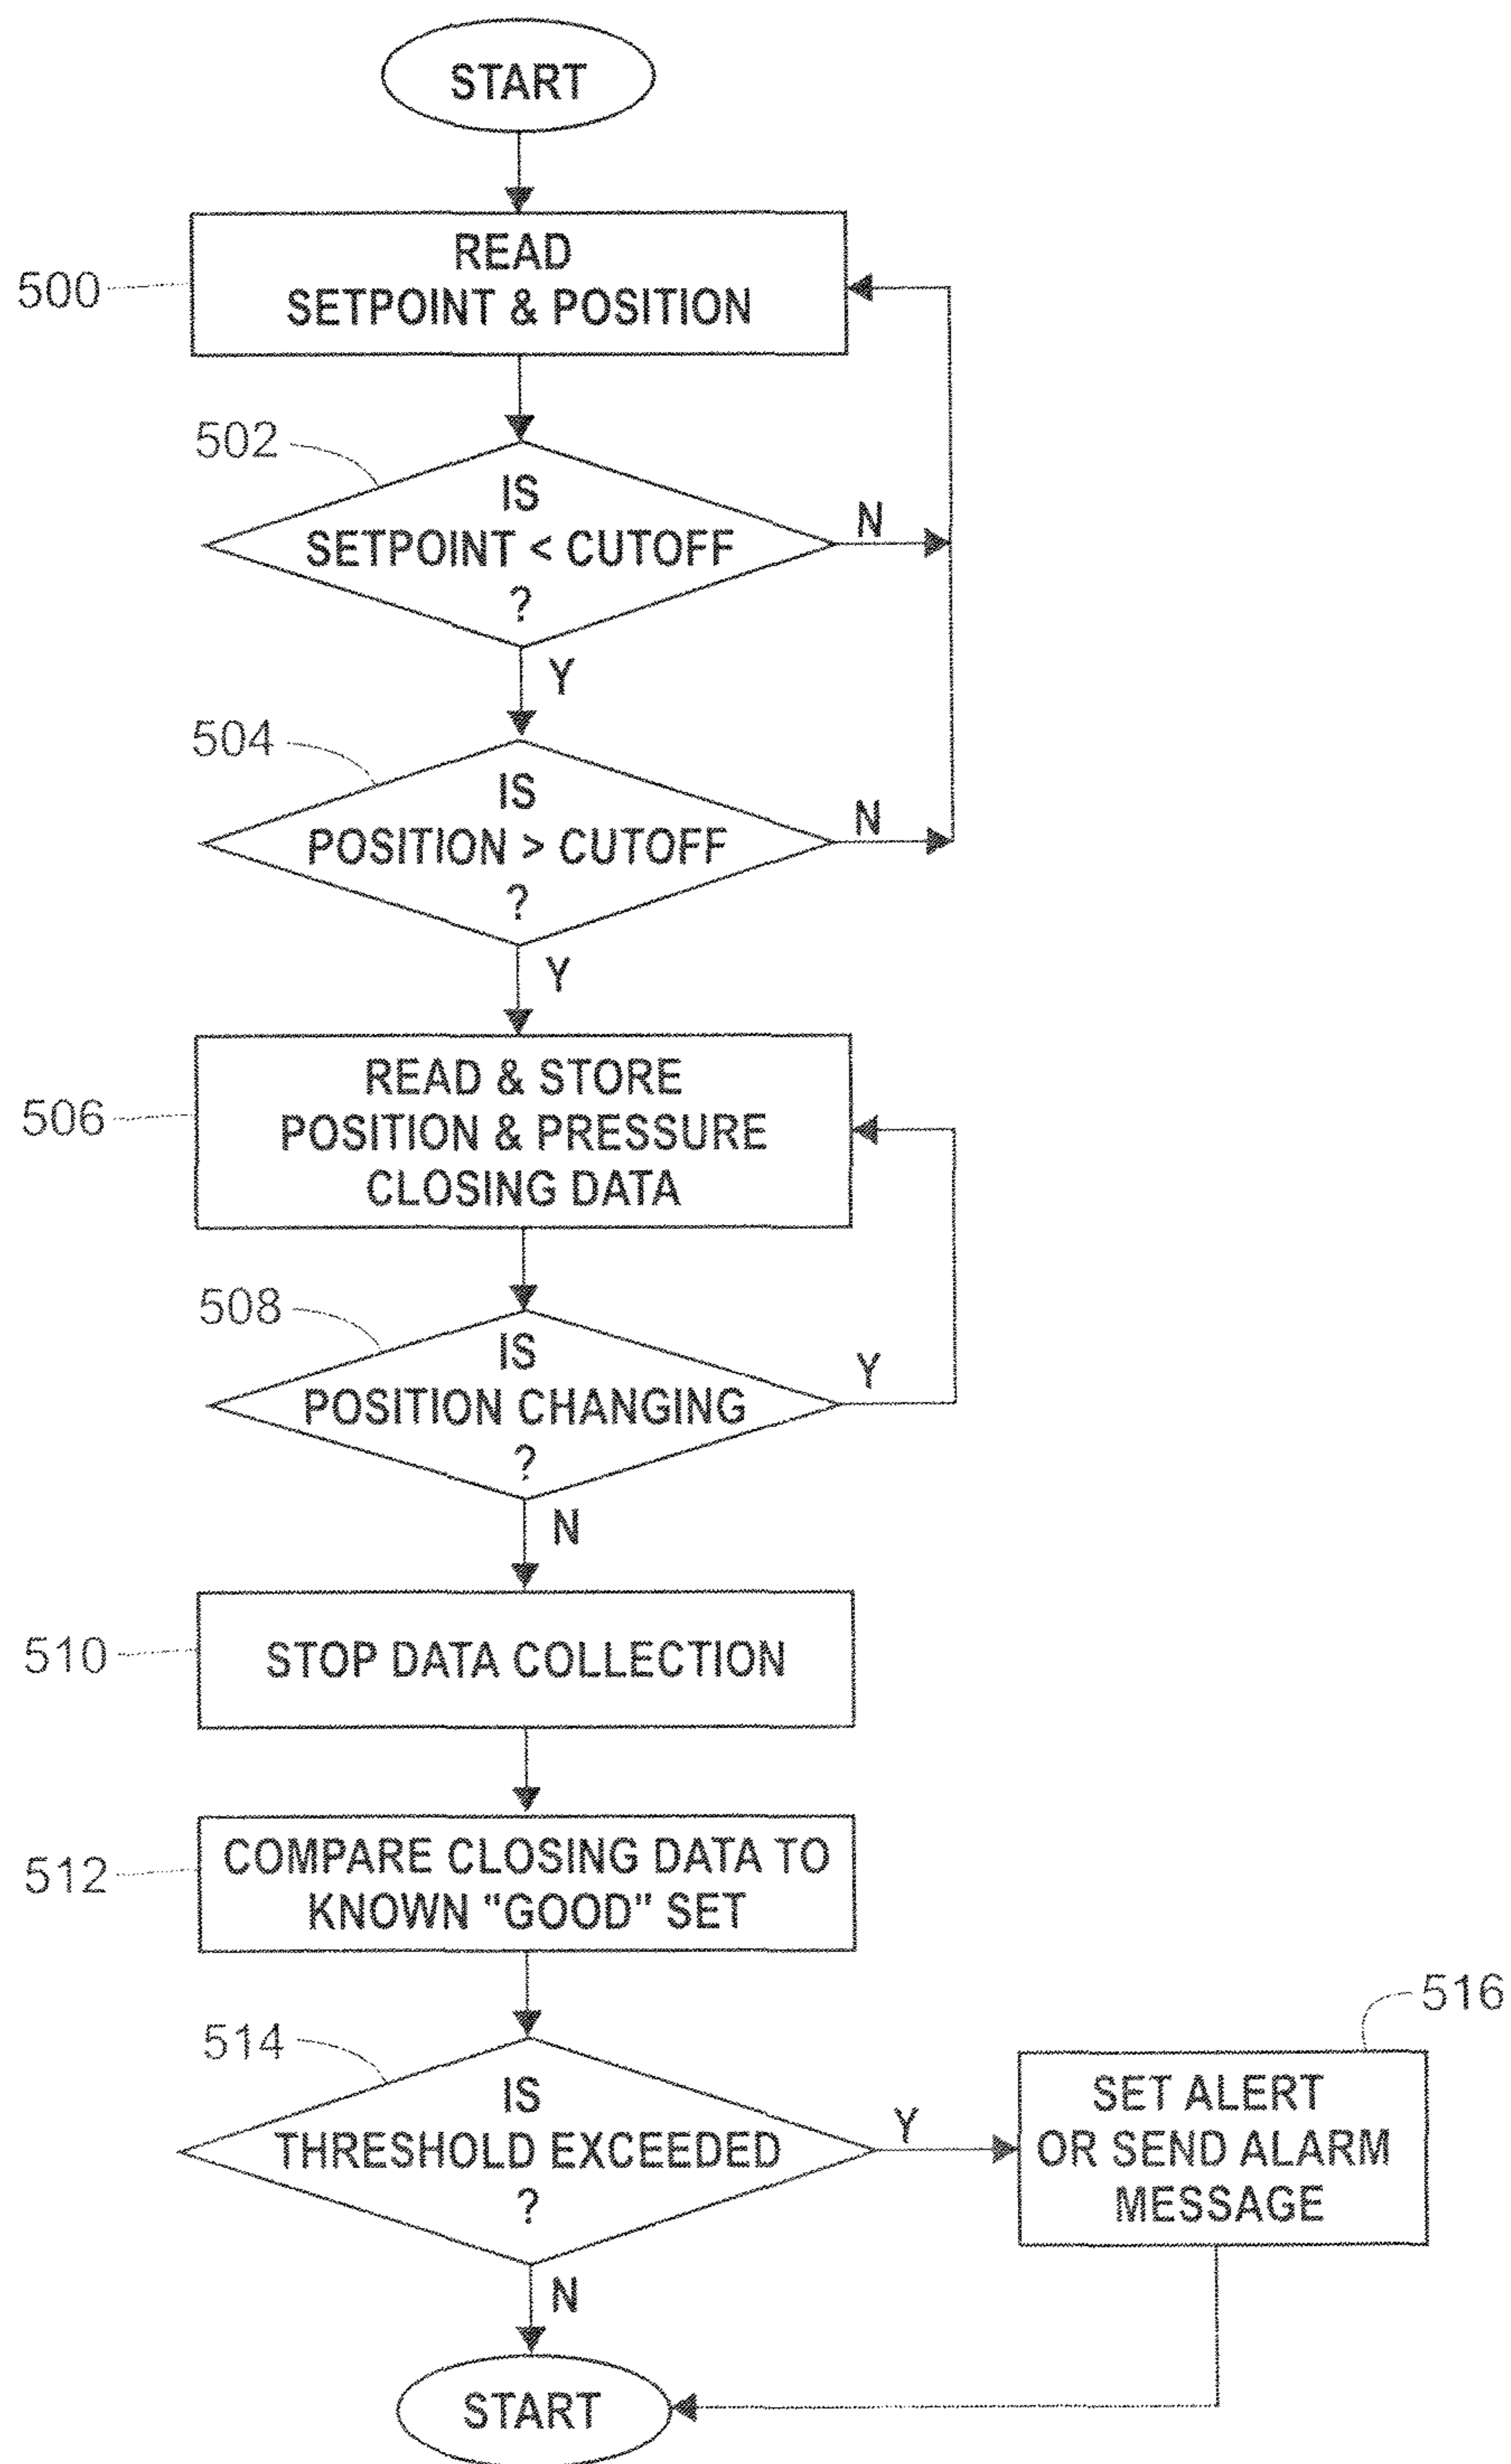 START
500
READ
SETPOINT & POSITION
502
IS
SETPOINT < CUTOFF
?
N
Y
504
IS
POSITION > CUTOFF
?
N
Y
506
READ & STORE
POSITION & PRESSURE
CLOSING DATA
508
IS
POSITION CHANGING
?
Y
N
510
STOP DATA COLLECTION
512
COMPARE CLOSING DATA TO
KNOWN "GOOD" SET
514
IS
THRESHOLD EXCEEDED
?
Y
516
SET ALERT
OR SEND ALARM
MESSAGE
N
START